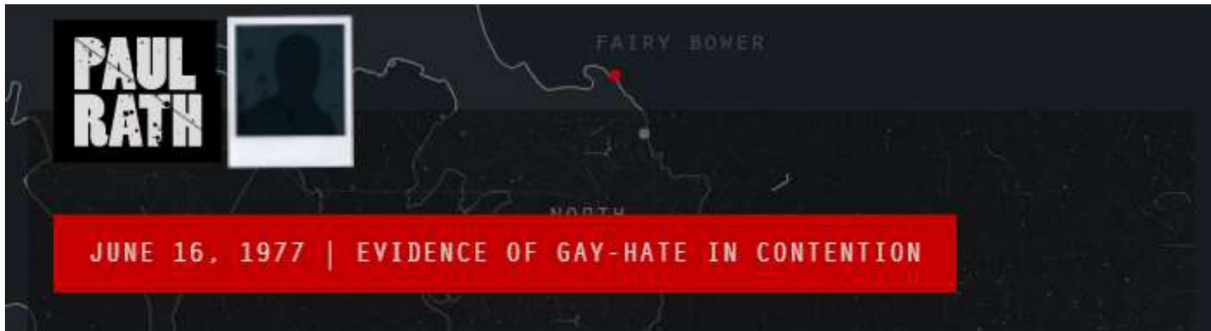 PAUL
RATH
FAIRY BOWER
NORTH
JUNE 16, 1977 | EVIDENCE OF GAY-HATE IN CONTENTION